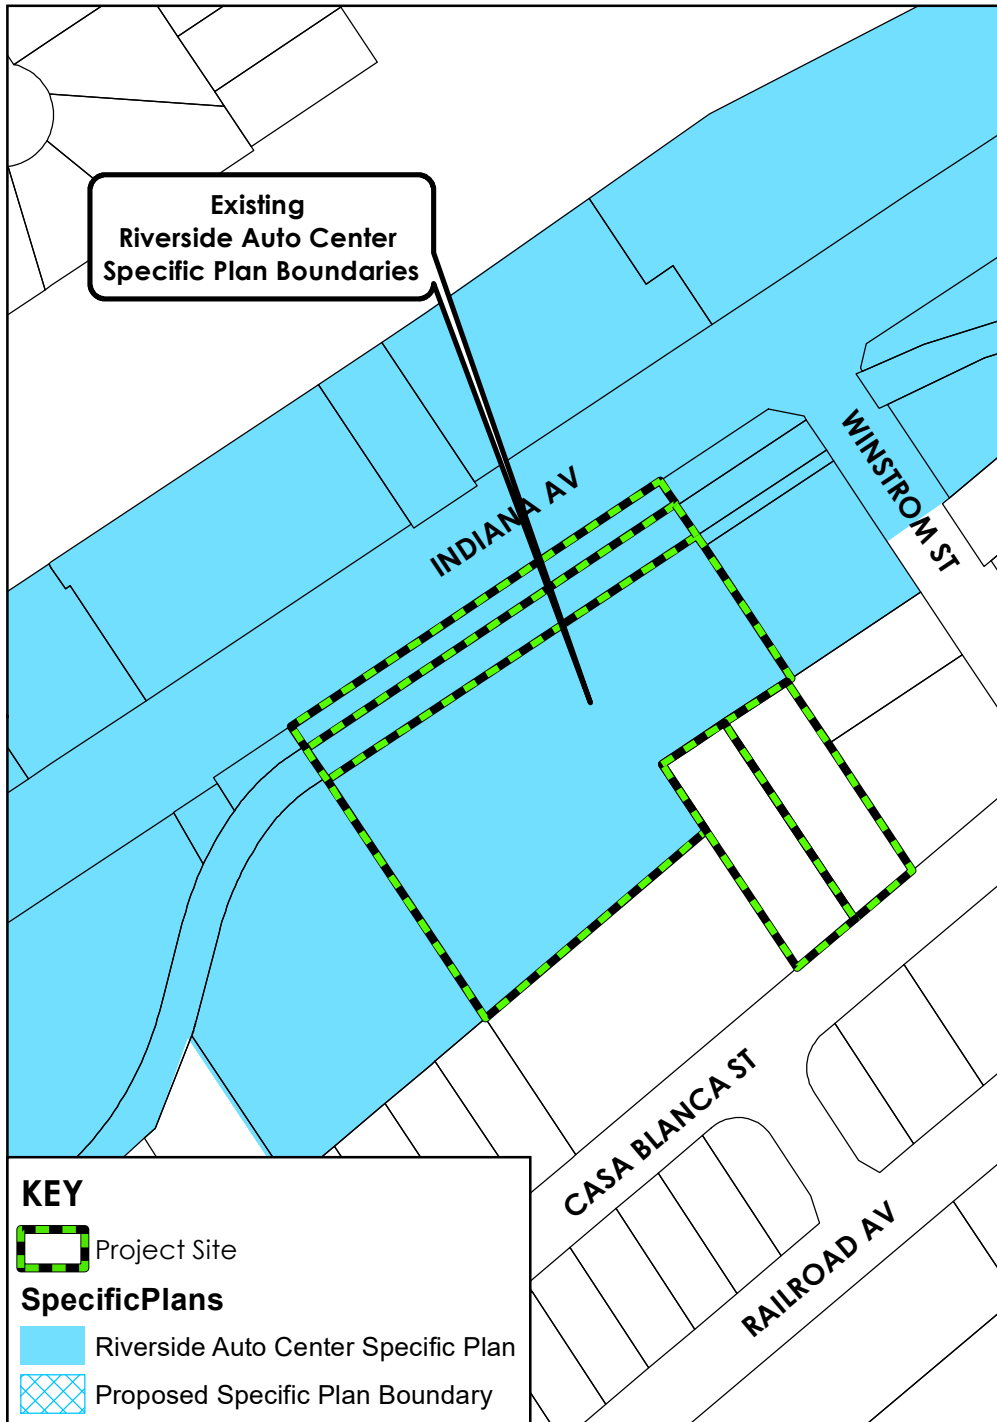 Existing
Riverside Auto Center
Specific Plan Boundaries
INDIANA AV
WINSTROM ST
CASA BLANCA ST
RAILROAD AV
KEY
Project Site
SpecificPlans
Riverside Auto Center Specific Plan
Proposed Specific Plan Boundary